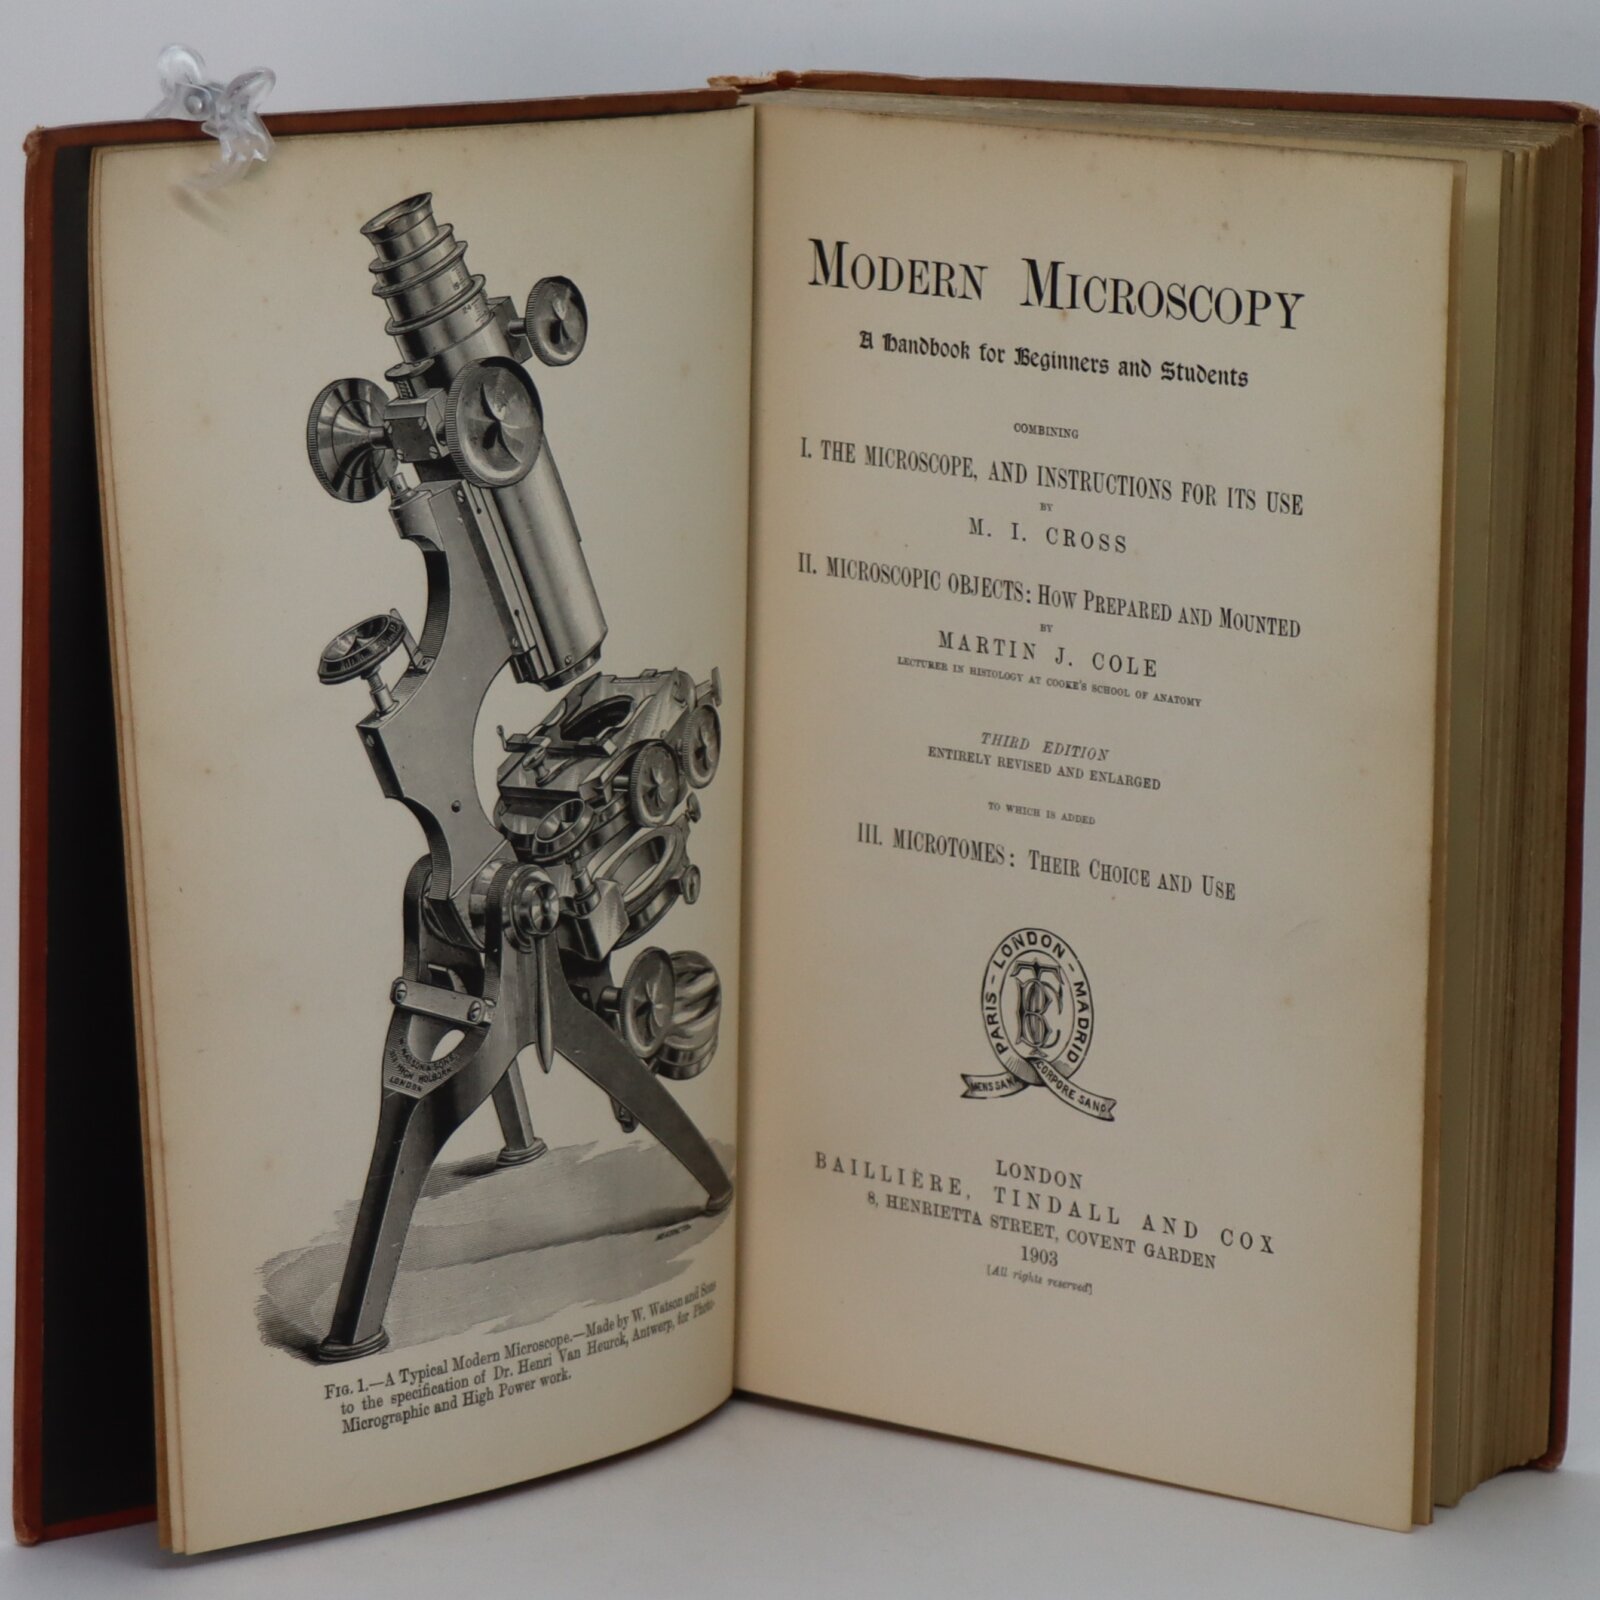 W. WATSON & SONS
HIGH HOLBORN
LONDON
FIG. 1.—A Typical Modern Microscope.—Made by W. Watson and Sons
to the specification of Dr. Henri Van Heurck, Antwerp, for Photo-
Micrographic and High Power work.
MODERN MICROSCOPY
A Handbook for Beginners and Students
COMBINING
I. THE MICROSCOPE, AND INSTRUCTIONS FOR ITS USE
BY
M. I. CROSS
II. MICROSCOPIC OBJECTS: HOW PREPARED AND MOUNTED
BY
MARTIN J. COLE
LECTURER IN HISTOLOGY AT COOKE'S SCHOOL OF ANATOMY
THIRD EDITION
ENTIRELY REVISED AND ENLARGED
TO WHICH IS ADDED
III. MICROTOMES: THEIR CHOICE AND USE
PARIS - LONDON - MADRID
MENS SANA CORPORE SANO
LONDON
BAILLIÈRE, TINDALL AND COX
8, HENRIETTA STREET, COVENT GARDEN
1903
[All rights reserved]